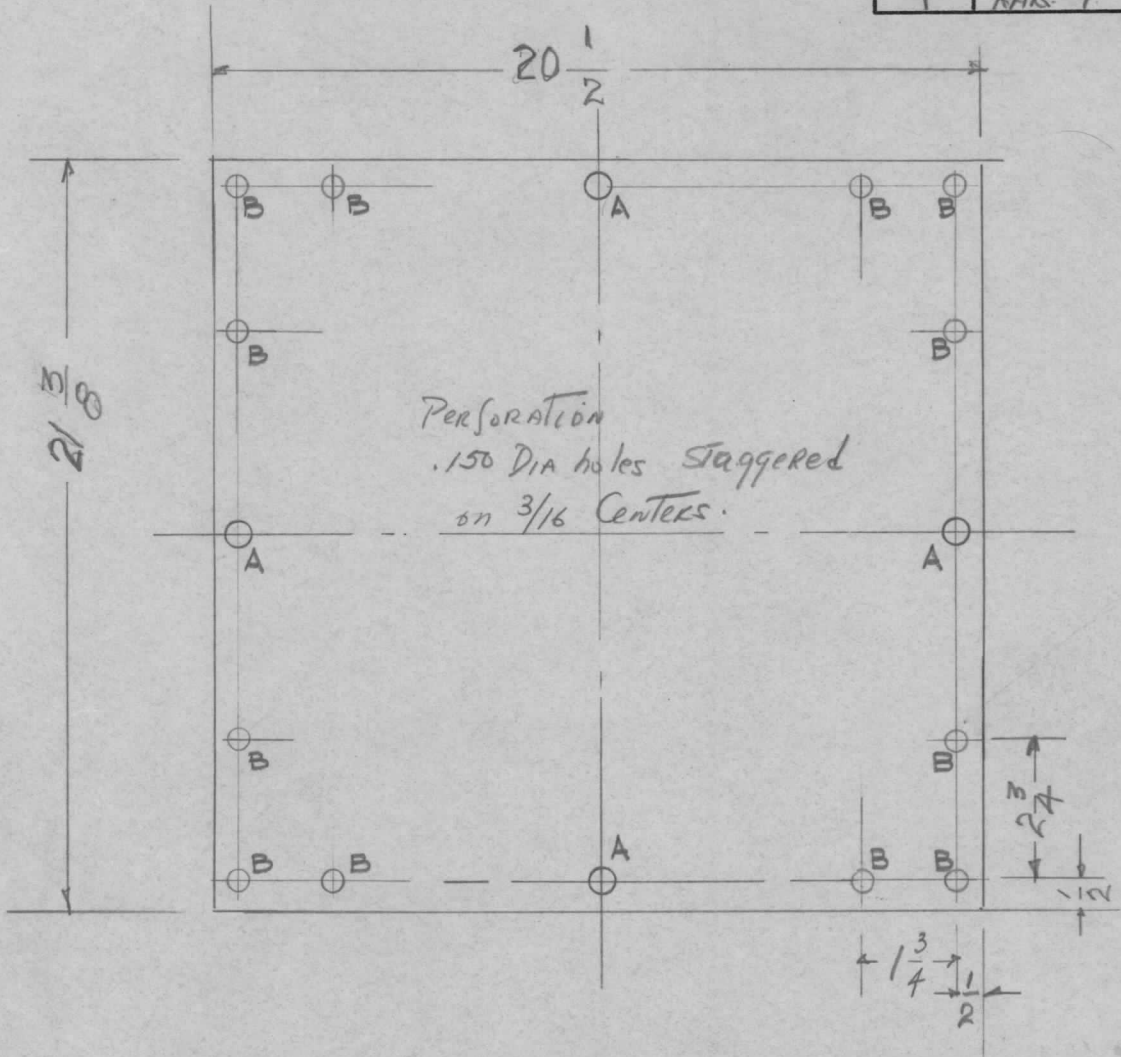 20 1/2
B B A B B
B B
21 3/8
PERFORATION
.150 DIA holes staggered
on 3/16 CENTERS.
A A
B B
2 3/4
B B A B B
1/2
1 3/4
1/2